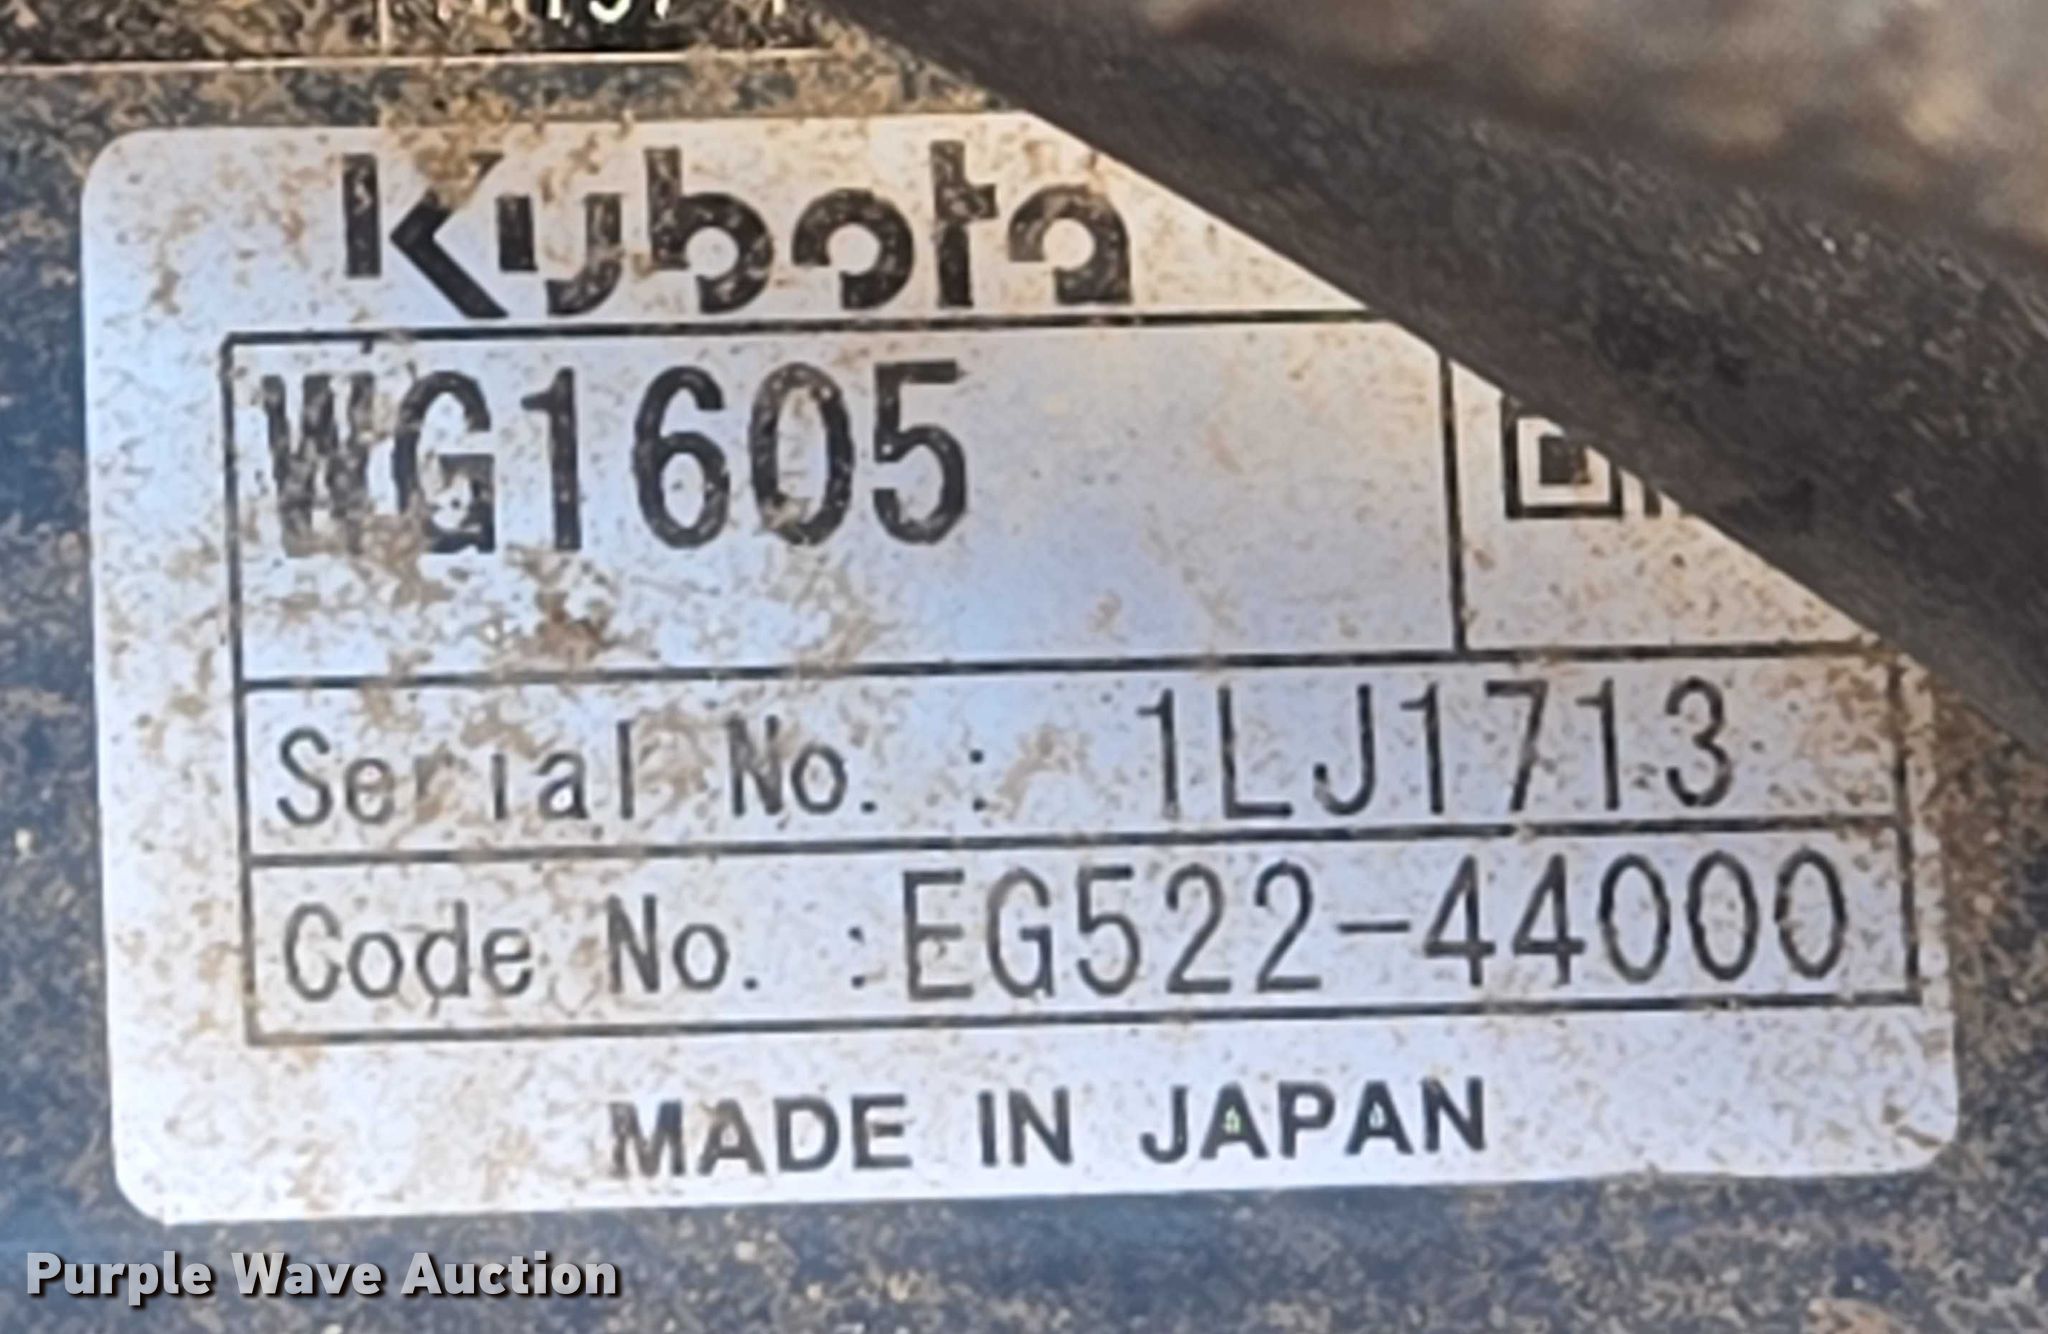 Kubota
WG1605
Serial No. : 1LJ1713
Code No. :EG522-44000
MADE IN JAPAN
Purple Wave Auction